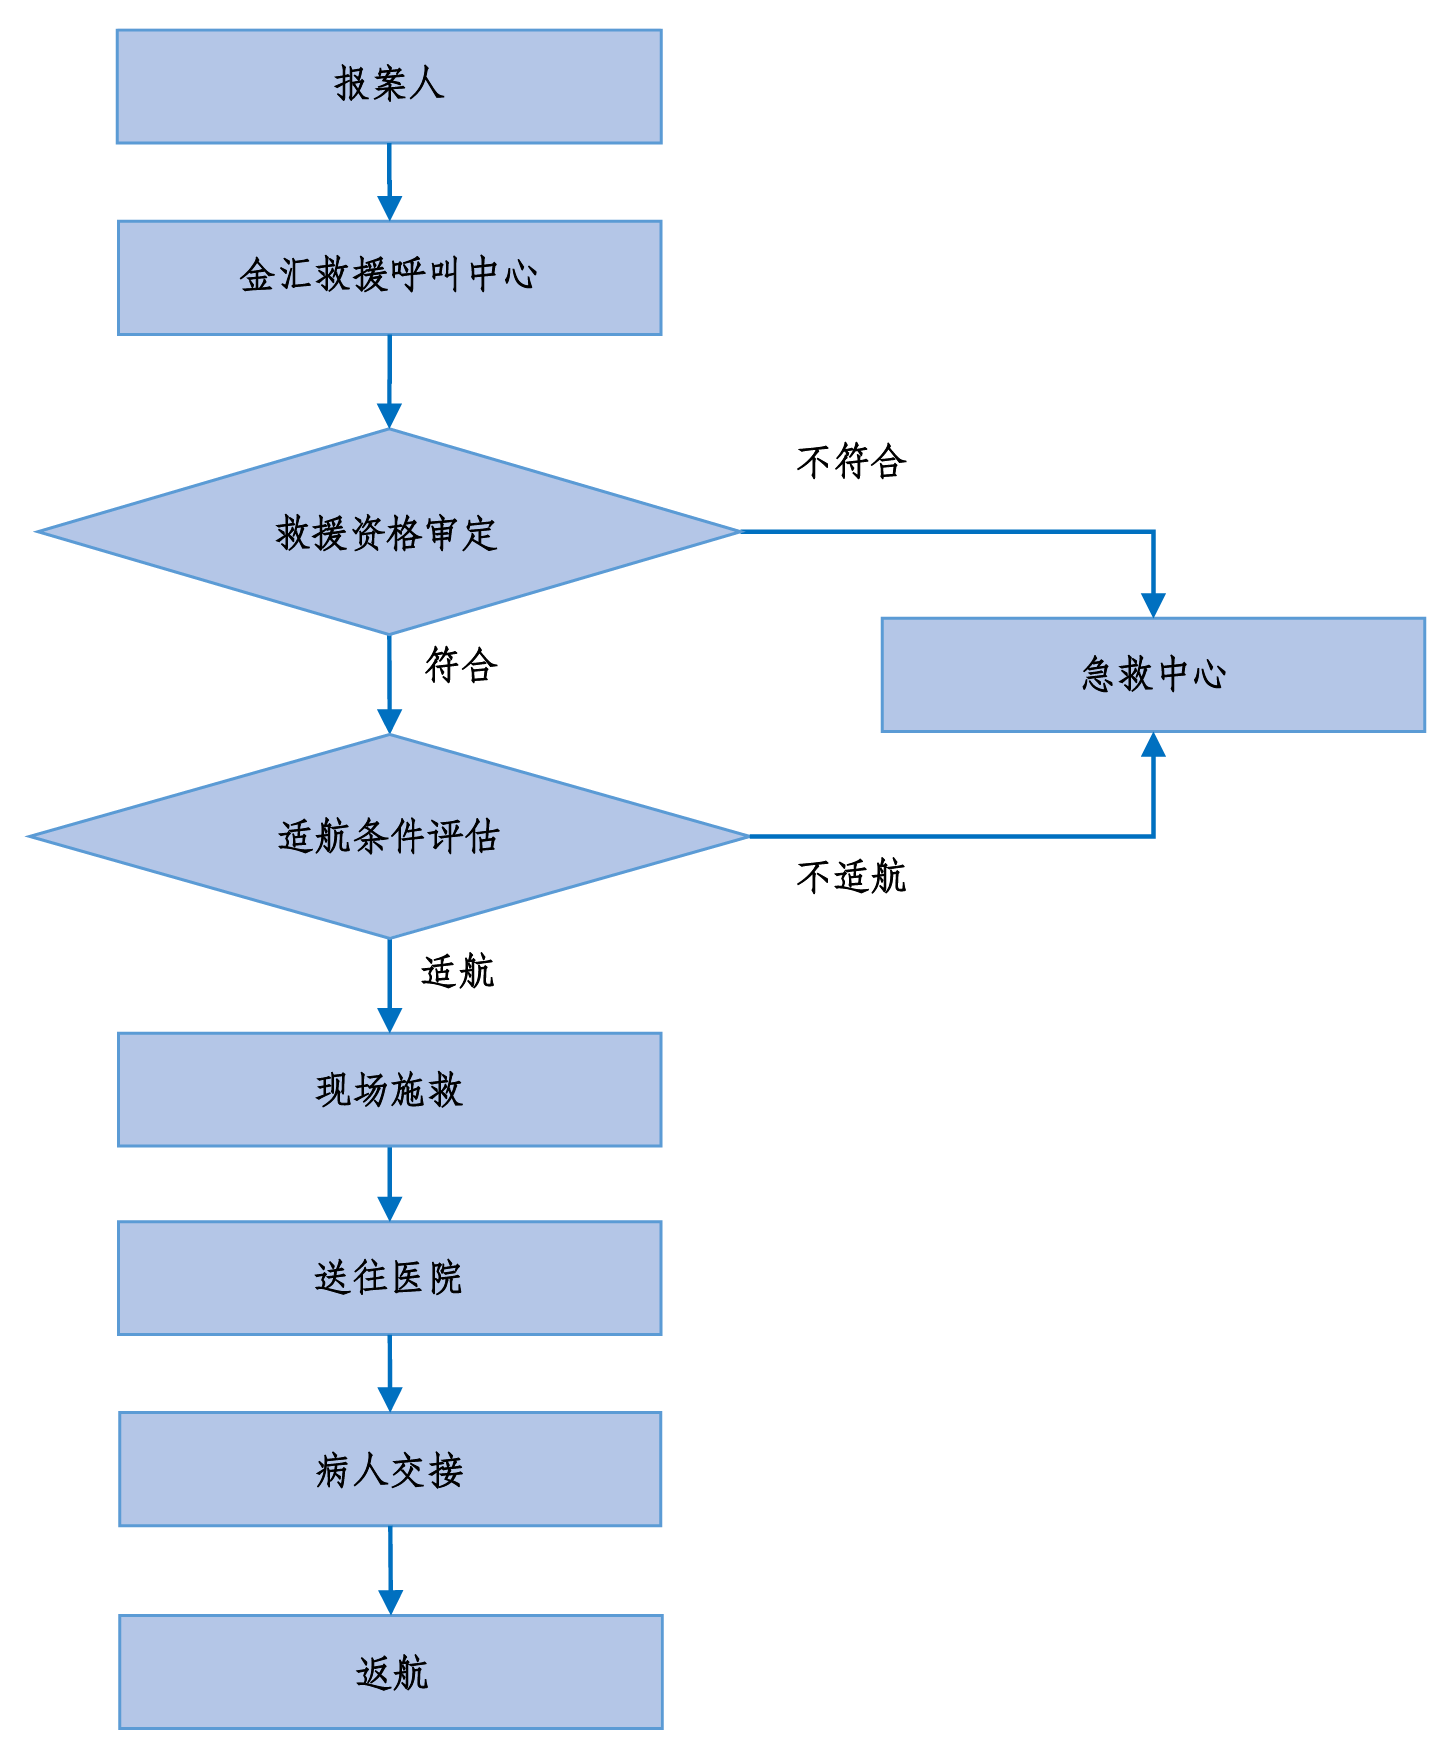 报案人
金汇救援呼叫中心
不符合
救援资格审定
符合
急救中心
适航条件评估
不适航
适航
现场施救
送往医院
病人交接
返航